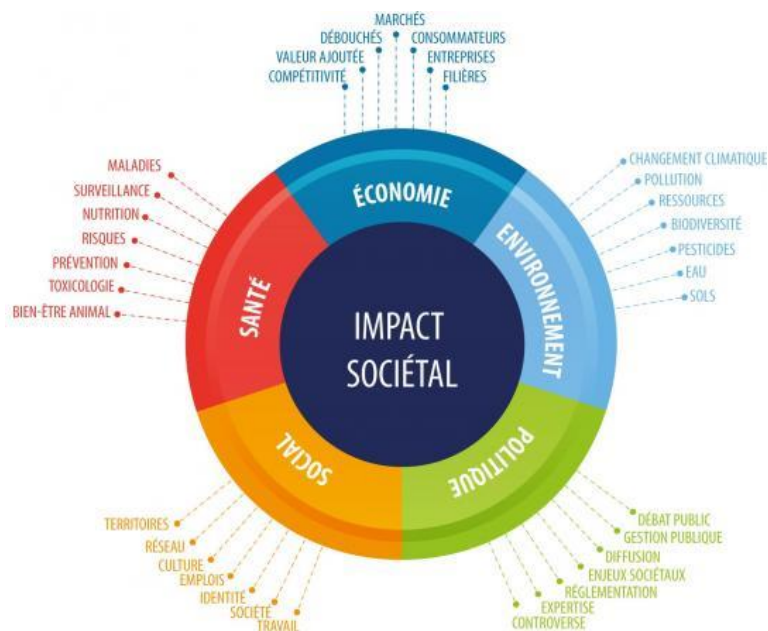 MARCHÉS
DÉBOUCHÉS
CONSOMMATEURS
VALEUR AJOUTÉE
ENTREPRISES
COMPÉTITIVITÉ
FILIÈRES
ÉCONOMIE
CHANGEMENT CLIMATIQUE
POLLUTION
RESSOURCES
BIODIVERSITÉ
PESTICIDES
EAU
SOLS
ENVIRONNEMENT
MALADIES
SURVEILLANCE
NUTRITION
RISQUES
PRÉVENTION
TOXICOLOGIE
BIEN-ÊTRE ANIMAL
SANTÉ
IMPACT
SOCIÉTAL
SOCIAL
TERRITOIRES
RÉSEAU
CULTURE
EMPLOIS
IDENTITÉ
SOCIÉTÉ
TRAVAIL
POLITIQUE
DÉBAT PUBLIC
GESTION PUBLIQUE
DIFFUSION
ENJEUX SOCIÉTAUX
RÉGLEMENTATION
EXPERTISE
CONTROVERSE